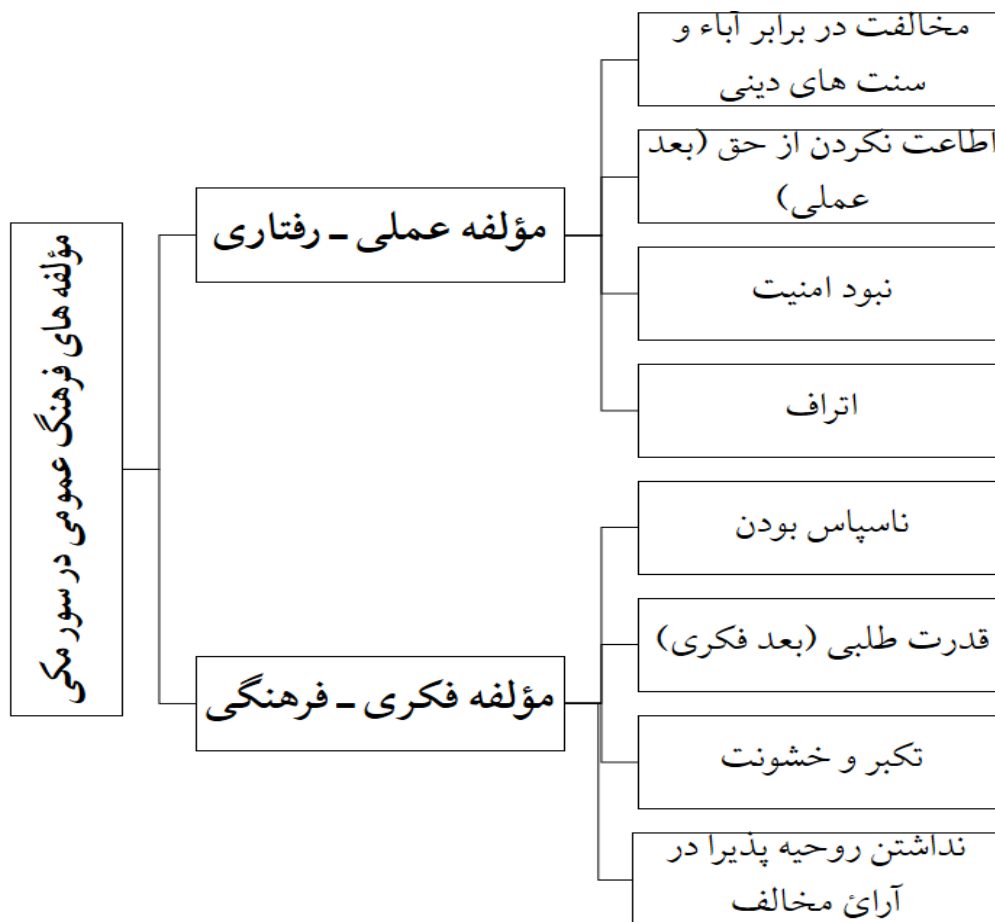 مؤلفه های فرهنگ عمومی در سور مکی
مؤلفه عملی ـ رفتاری
مخالفت در برابر آباء و
سنت های دینی
اطاعت نکردن از حق (بعد
عملی)
نبود امنیت
اتراف
مؤلفه فکری ـ فرهنگی
ناسپاس بودن
قدرت طلبی (بعد فکری)
تکبر و خشونت
نداشتن روحیه پذیرا در
آرائ مخالف